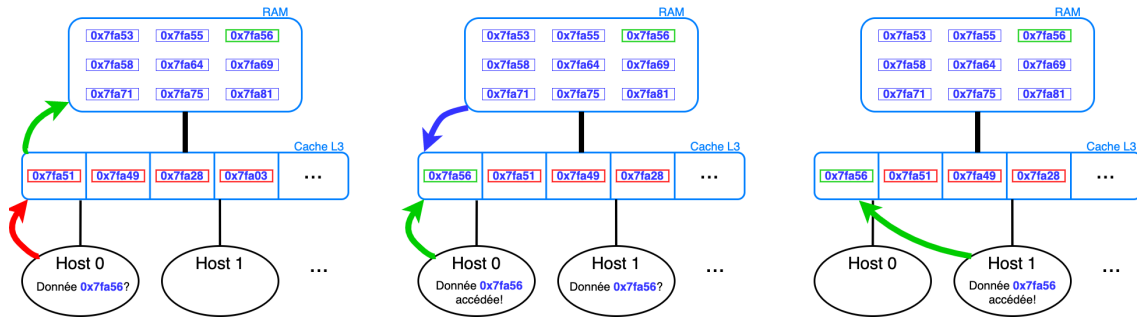 RAM
0x7fa53 0x7fa55 0x7fa56
0x7fa58 0x7fa64 0x7fa69
0x7fa71 0x7fa75 0x7fa81
Cache L3
0x7fa51 0x7fa49 0x7fa28 0x7fa03 ...
Host 0
Donnée 0x7fa56?
Host 1
...
RAM
0x7fa53 0x7fa55 0x7fa56
0x7fa58 0x7fa64 0x7fa69
0x7fa71 0x7fa75 0x7fa81
Cache L3
0x7fa56 0x7fa51 0x7fa49 0x7fa28 ...
Host 0
Donnée 0x7fa56
accédée!
Host 1
Donnée 0x7fa56?
...
RAM
0x7fa53 0x7fa55 0x7fa56
0x7fa58 0x7fa64 0x7fa69
0x7fa71 0x7fa75 0x7fa81
Cache L3
0x7fa56 0x7fa51 0x7fa49 0x7fa28 ...
Host 0
Host 1
Donnée 0x7fa56
accédée!
...